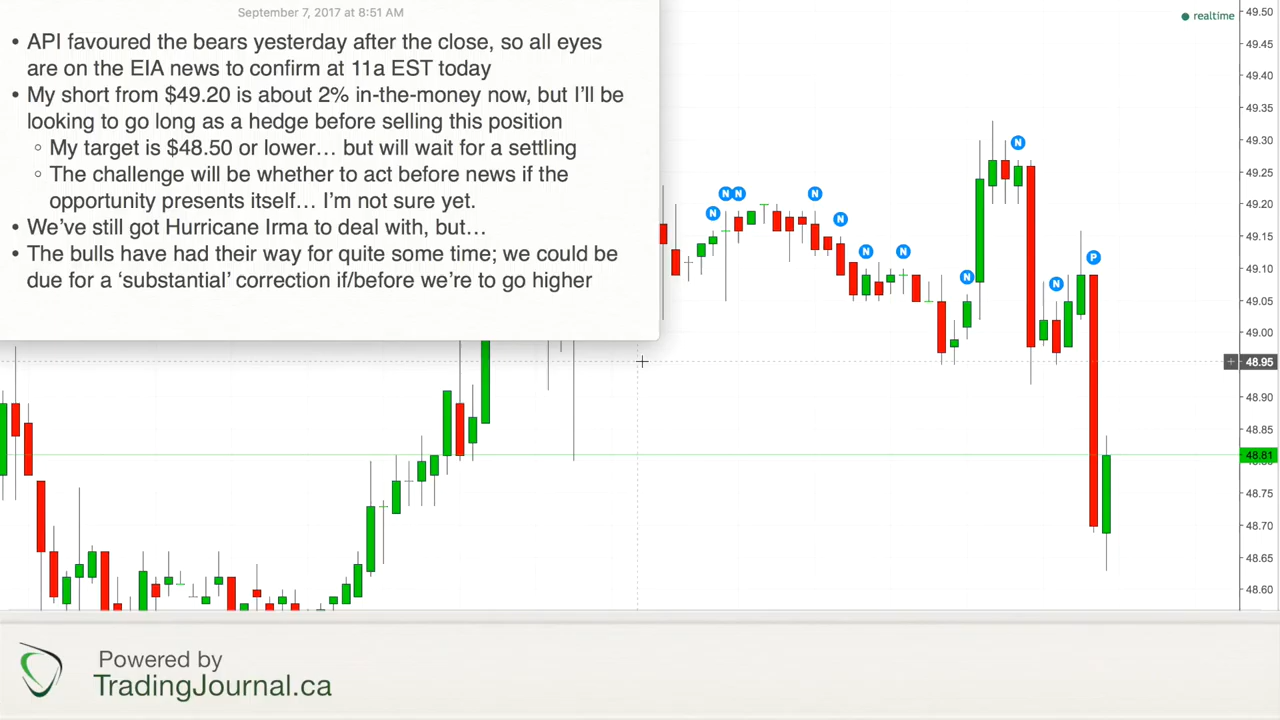 September 7, 2017 at 8:51 AM
• API favoured the bears yesterday after the close, so all eyes
are on the EIA news to confirm at 11a EST today
• My short from $49.20 is about 2% in-the-money now, but I'll be
looking to go long as a hedge before selling this position
◦ My target is $48.50 or lower… but will wait for a settling
◦ The challenge will be whether to act before news if the
opportunity presents itself… I'm not sure yet.
• We've still got Hurricane Irma to deal with, but…
• The bulls have had their way for quite some time; we could be
due for a 'substantial' correction if/before we're to go higher
realtime
49.50
49.45
49.40
49.35
49.30
49.25
49.20
49.15
49.10
49.05
49.00
48.95
48.90
48.85
48.81
48.75
48.70
48.65
48.60
N
N
N
N
N
N
N
N
N
N
N
P
Powered by
TradingJournal.ca